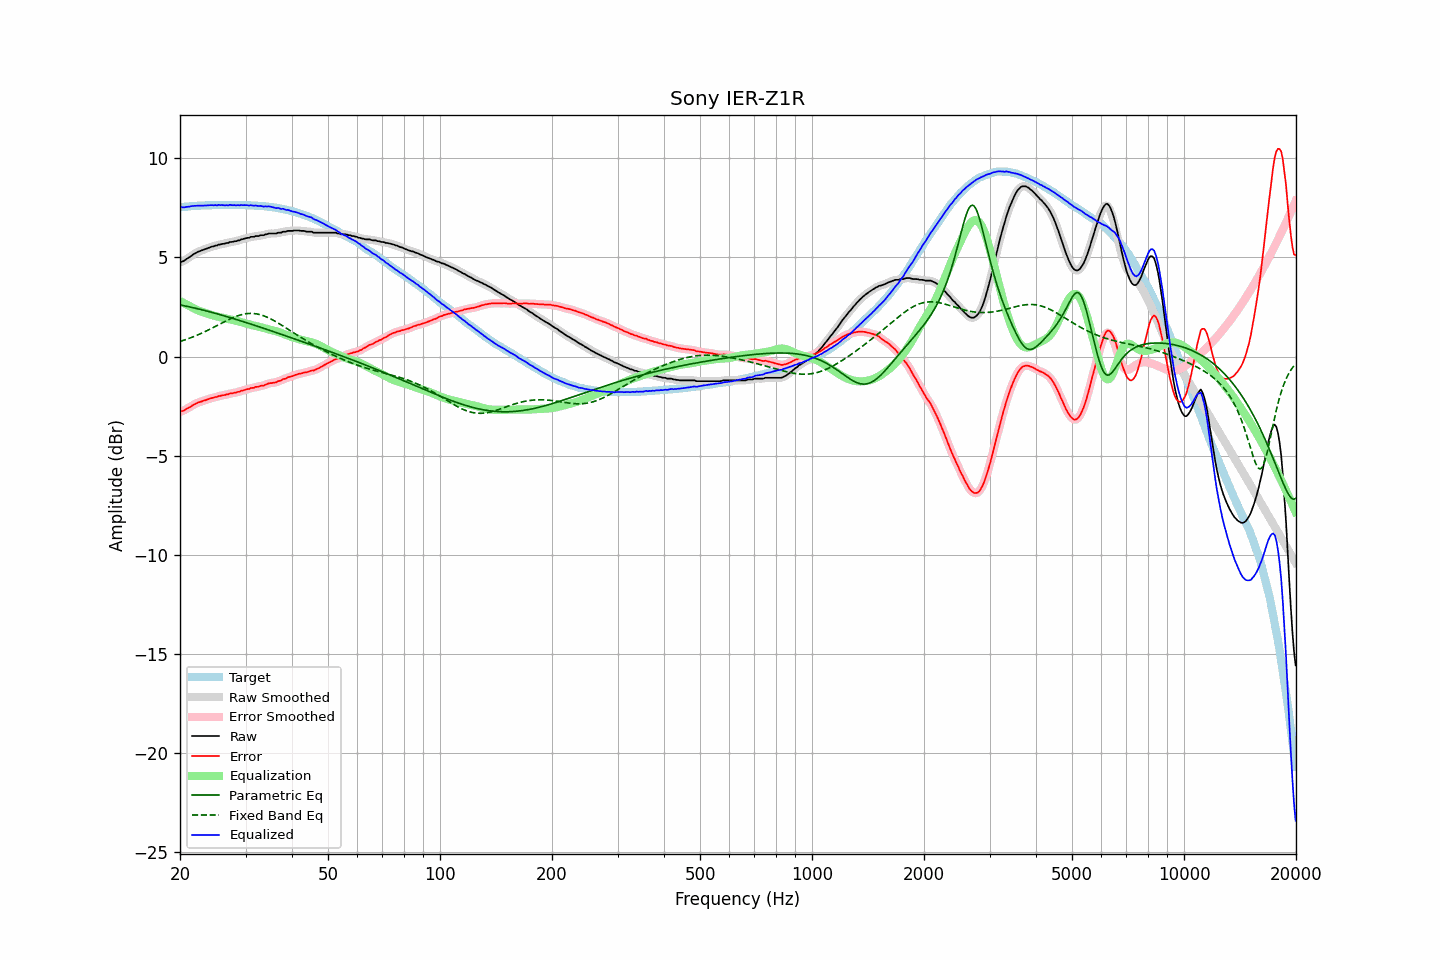 Sony IER-Z1R
10
5
0
−5
−10
−15
−20
−25
Amplitude (dBr)
Target
Raw Smoothed
Error Smoothed
Raw
Error
Equalization
Parametric Eq
Fixed Band Eq
Equalized
20 50 100 200 500 1000 2000 5000 10000 20000
Frequency (Hz)